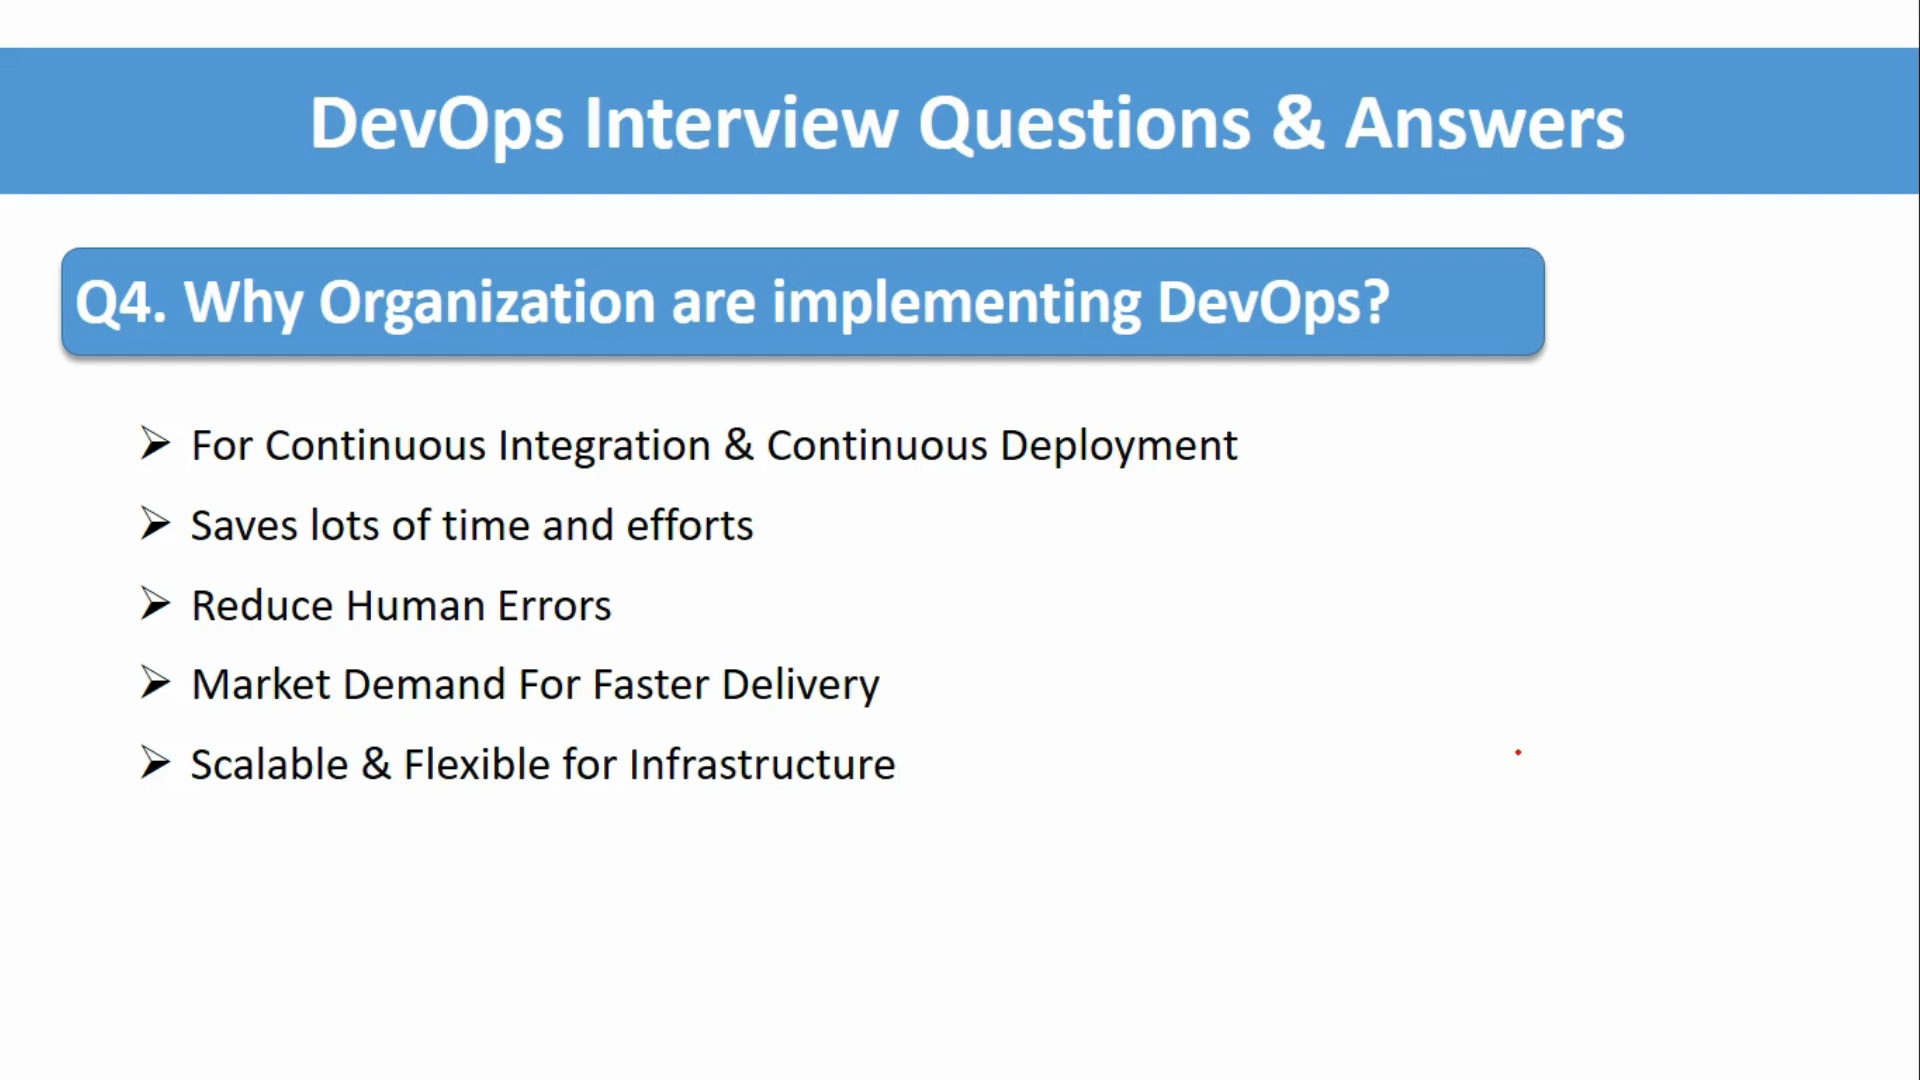 DevOps Interview Questions & Answers
Q4. Why Organization are implementing DevOps?
➢ For Continuous Integration & Continuous Deployment
➢ Saves lots of time and efforts
➢ Reduce Human Errors
➢ Market Demand For Faster Delivery
➢ Scalable & Flexible for Infrastructure